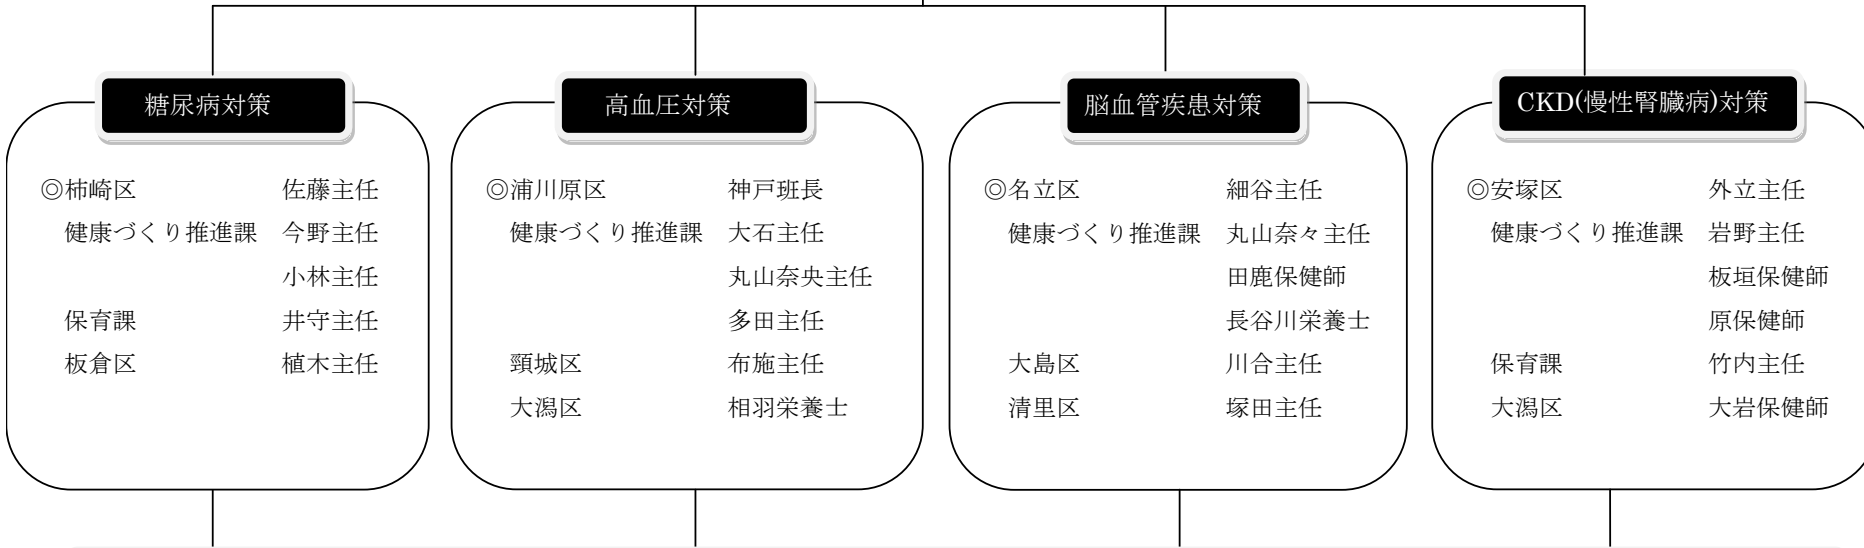 糖尿病対策
◎柿崎区 佐藤主任
健康づくり推進課 今野主任
小林主任
保育課 井守主任
板倉区 植木主任
高血圧対策
◎浦川原区 神戸班長
健康づくり推進課 大石主任
丸山奈央主任
多田主任
頸城区 布施主任
大潟区 相羽栄養士
脳血管疾患対策
◎名立区 細谷主任
健康づくり推進課 丸山奈々主任
田鹿保健師
長谷川栄養士
大島区 川合主任
清里区 塚田主任
CKD(慢性腎臓病)対策
◎安塚区 外立主任
健康づくり推進課 岩野主任
板垣保健師
原保健師
保育課 竹内主任
大潟区 大岩保健師